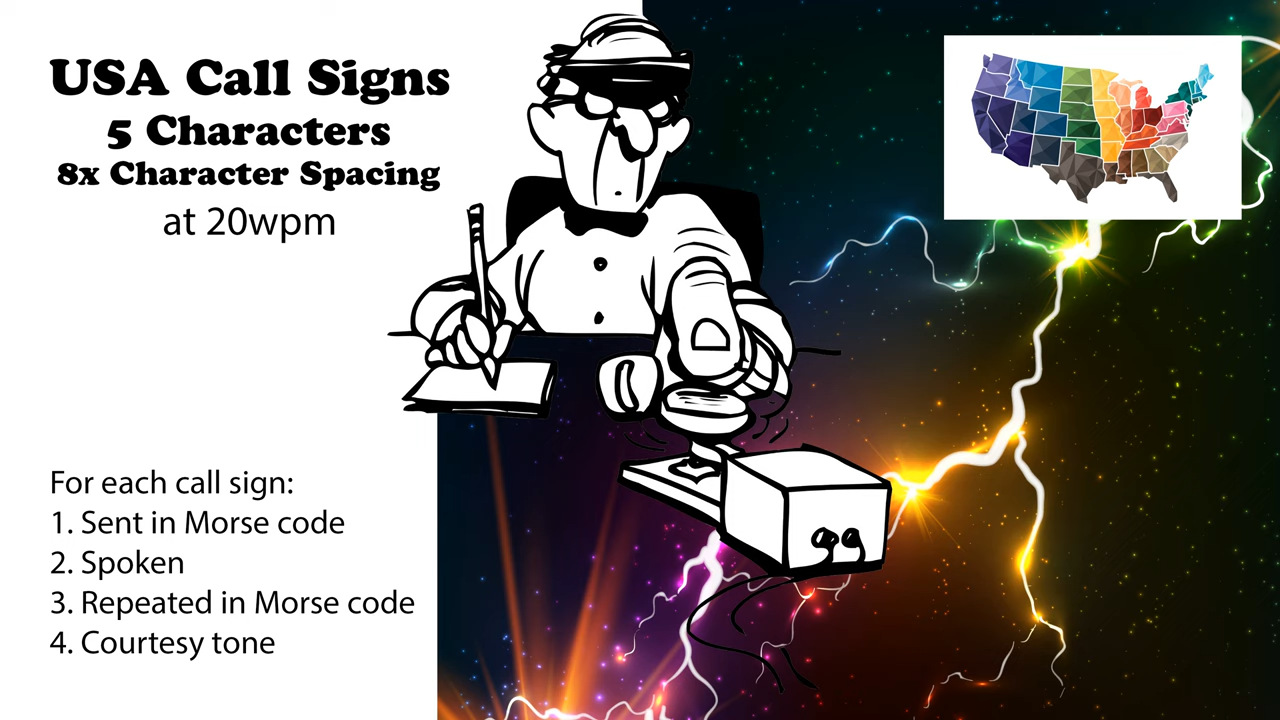 USA Call Signs
5 Characters
8x Character Spacing
at 20wpm
For each call sign:
1. Sent in Morse code
2. Spoken
3. Repeated in Morse code
4. Courtesy tone